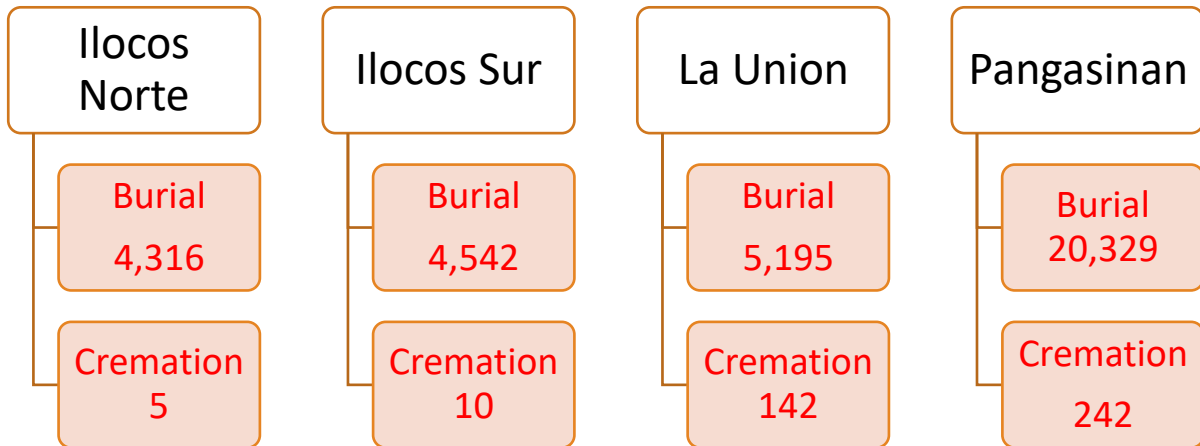 Ilocos
Norte
Burial
4,316
Cremation
5
Ilocos Sur
Burial
4,542
Cremation
10
La Union
Burial
5,195
Cremation
142
Pangasinan
Burial
20,329
Cremation
242